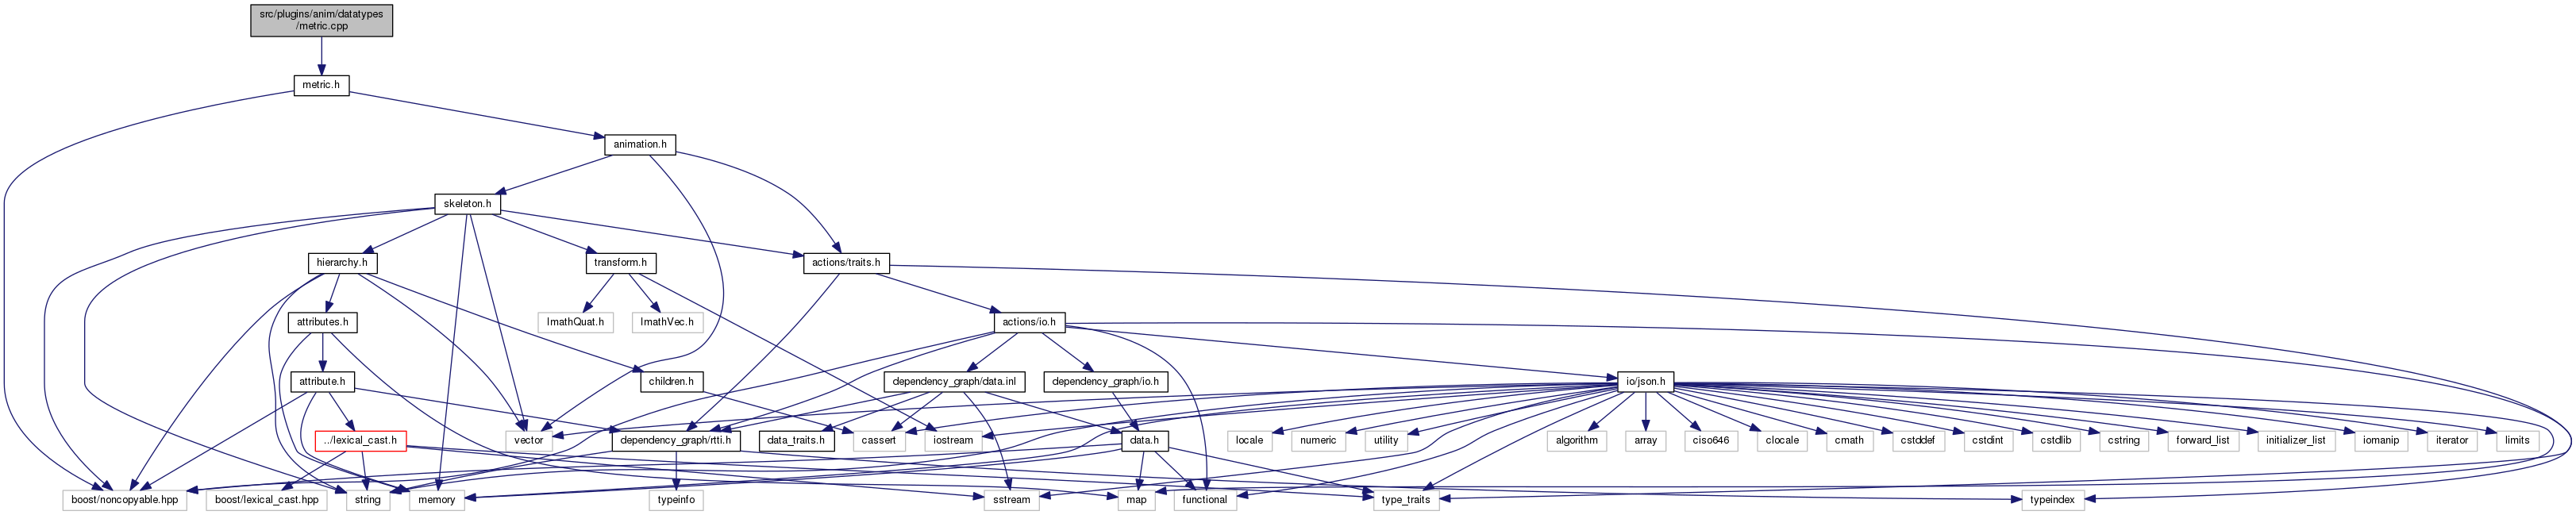 src/plugins/anim/datatypes
/metric.cpp
metric.h
animation.h
skeleton.h
hierarchy.h
transform.h
actions/traits.h
attributes.h
ImathQuat.h
ImathVec.h
actions/io.h
attribute.h
children.h
dependency_graph/data.inl
dependency_graph/io.h
io/json.h
../lexical_cast.h
vector
dependency_graph/rtti.h
data_traits.h
cassert
iostream
data.h
locale
numeric
utility
algorithm
array
ciso646
clocale
cmath
cstddef
cstdint
cstdlib
cstring
forward_list
initializer_list
iomanip
iterator
limits
boost/noncopyable.hpp
boost/lexical_cast.hpp
string
memory
typeinfo
sstream
map
functional
type_traits
typeindex